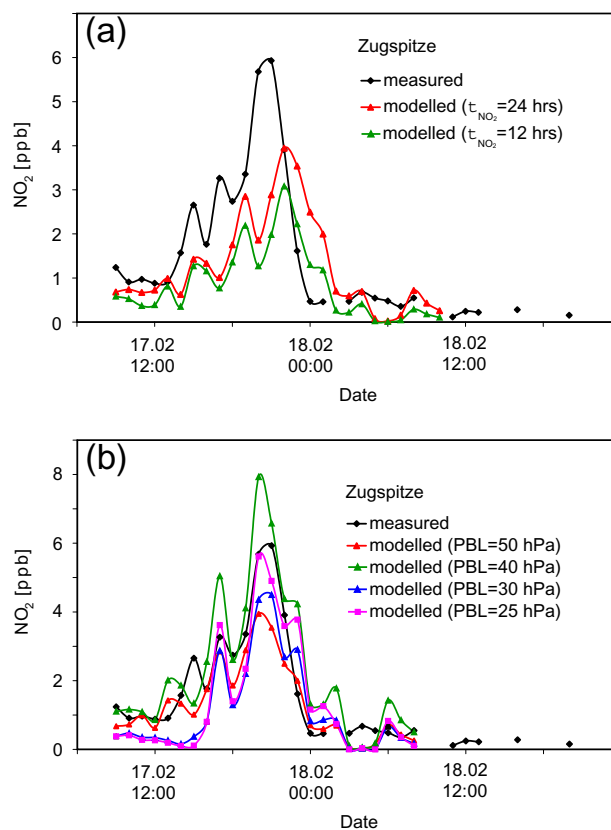 (a)
Zugspitze
measured
modelled (τNO₂=24 hrs)
modelled (τNO₂=12 hrs)
NO₂ [ppb]
6
5
4
3
2
1
0
17.02 18.02 18.02
12:00 00:00 12:00
Date
(b)
Zugspitze
measured
modelled (PBL=50 hPa)
modelled (PBL=40 hPa)
modelled (PBL=30 hPa)
modelled (PBL=25 hPa)
NO₂ [ppb]
8
6
4
2
0
17.02 18.02 18.02
12:00 00:00 12:00
Date